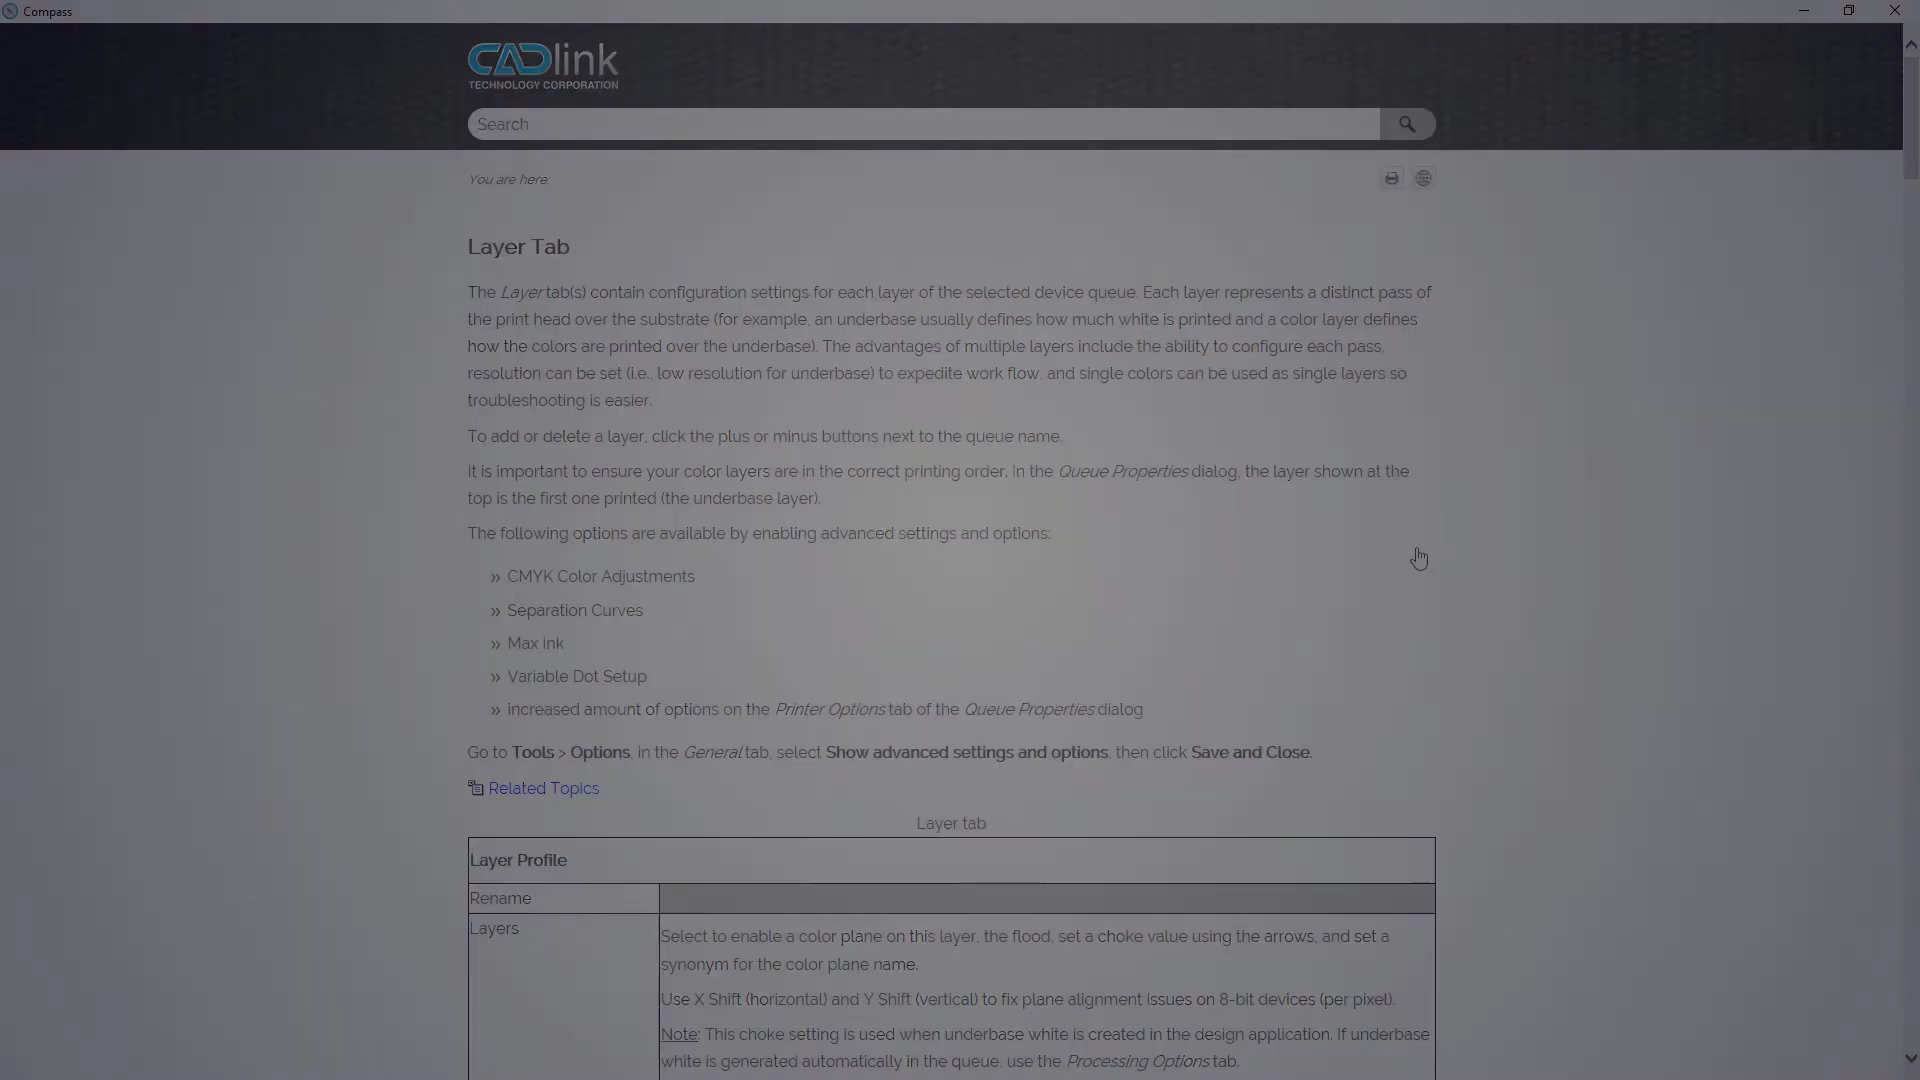 Compass
CADlink
TECHNOLOGY CORPORATION
Search
You are here:
Layer Tab
The Layer tab(s) contain configuration settings for each layer of the selected device queue. Each layer represents a distinct pass of
the print head over the substrate (for example, an underbase usually defines how much white is printed and a color layer defines
how the colors are printed over the underbase). The advantages of multiple layers include the ability to configure each pass,
resolution can be set (i.e., low resolution for underbase) to expedite work flow, and single colors can be used as single layers so
troubleshooting is easier.
To add or delete a layer, click the plus or minus buttons next to the queue name.
It is important to ensure your color layers are in the correct printing order. In the Queue Properties dialog, the layer shown at the
top is the first one printed (the underbase layer).
The following options are available by enabling advanced settings and options:
» CMYK Color Adjustments
» Separation Curves
» Max Ink
» Variable Dot Setup
» increased amount of options on the Printer Options tab of the Queue Properties dialog
Go to Tools > Options, in the General tab, select Show advanced settings and options, then click Save and Close.
Related Topics
Layer tab
Layer Profile
Rename
Layers
Select to enable a color plane on this layer, the flood, set a choke value using the arrows, and set a
synonym for the color plane name.
Use X Shift (horizontal) and Y Shift (vertical) to fix plane alignment issues on 8-bit devices (per pixel).
Note: This choke setting is used when underbase white is created in the design application. If underbase
white is generated automatically in the queue, use the Processing Options tab.